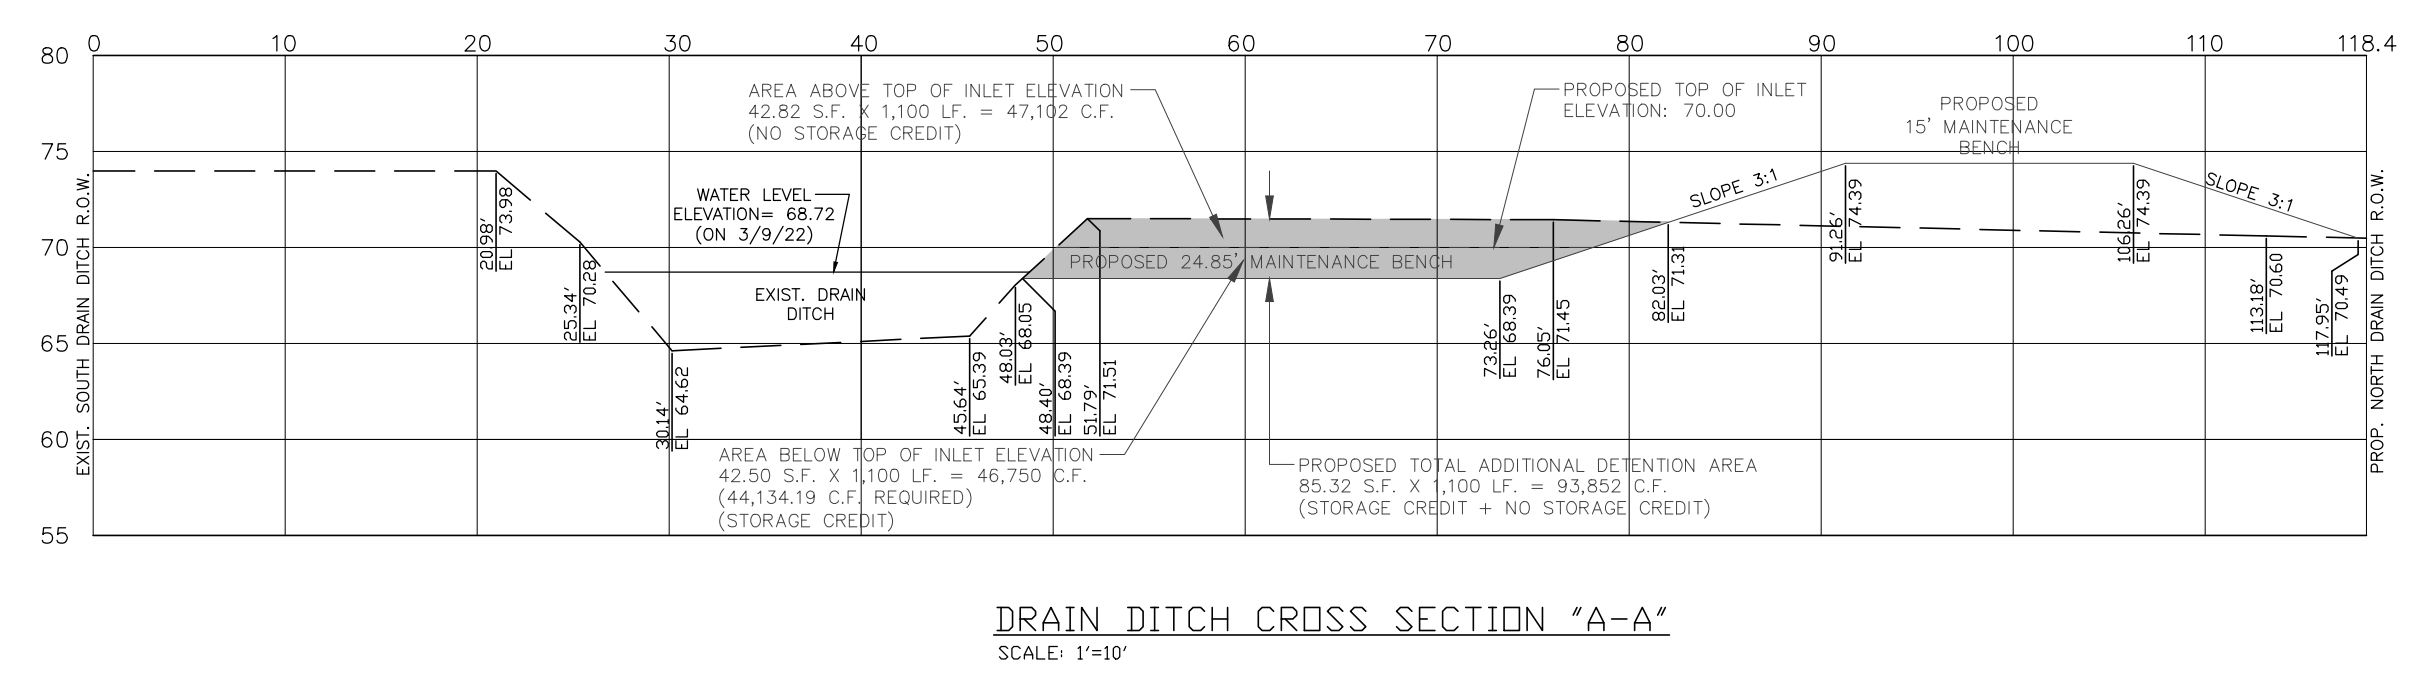 0 10 20 30 40 50 60 70 80 90 100 110 118.4
80
75
70
65
60
55
EXIST. SOUTH DRAIN DITCH R.O.W.
AREA ABOVE TOP OF INLET ELEVATION
42.82 S.F. X 1,100 LF. = 47,102 C.F.
(NO STORAGE CREDIT)
PROPOSED TOP OF INLET
ELEVATION: 70.00
PROPOSED
15' MAINTENANCE
BENCH
SLOPE 3:1
SLOPE 3:1
WATER LEVEL
ELEVATION= 68.72
(ON 3/9/22)
EXIST. DRAIN
DITCH
PROPOSED 24.85' MAINTENANCE BENCH
20.98'
EL 73.98
25.34'
EL 70.28
30.14'
EL 64.62
45.64'
EL 65.39
48.03'
EL 68.05
48.40'
EL 68.39
51.79'
EL 71.51
73.26'
EL 68.39
76.05'
EL 71.45
82.03'
EL 71.31
91.26'
EL 74.39
106.26'
EL 74.39
113.18'
EL 70.60
117.95'
EL 70.49
PROP. NORTH DRAIN DITCH R.O.W.
AREA BELOW TOP OF INLET ELEVATION
42.50 S.F. X 1,100 LF. = 46,750 C.F.
(44,134.19 C.F. REQUIRED)
(STORAGE CREDIT)
PROPOSED TOTAL ADDITIONAL DETENTION AREA
85.32 S.F. X 1,100 LF. = 93,852 C.F.
(STORAGE CREDIT + NO STORAGE CREDIT)
DRAIN DITCH CROSS SECTION "A-A"
SCALE: 1'=10'